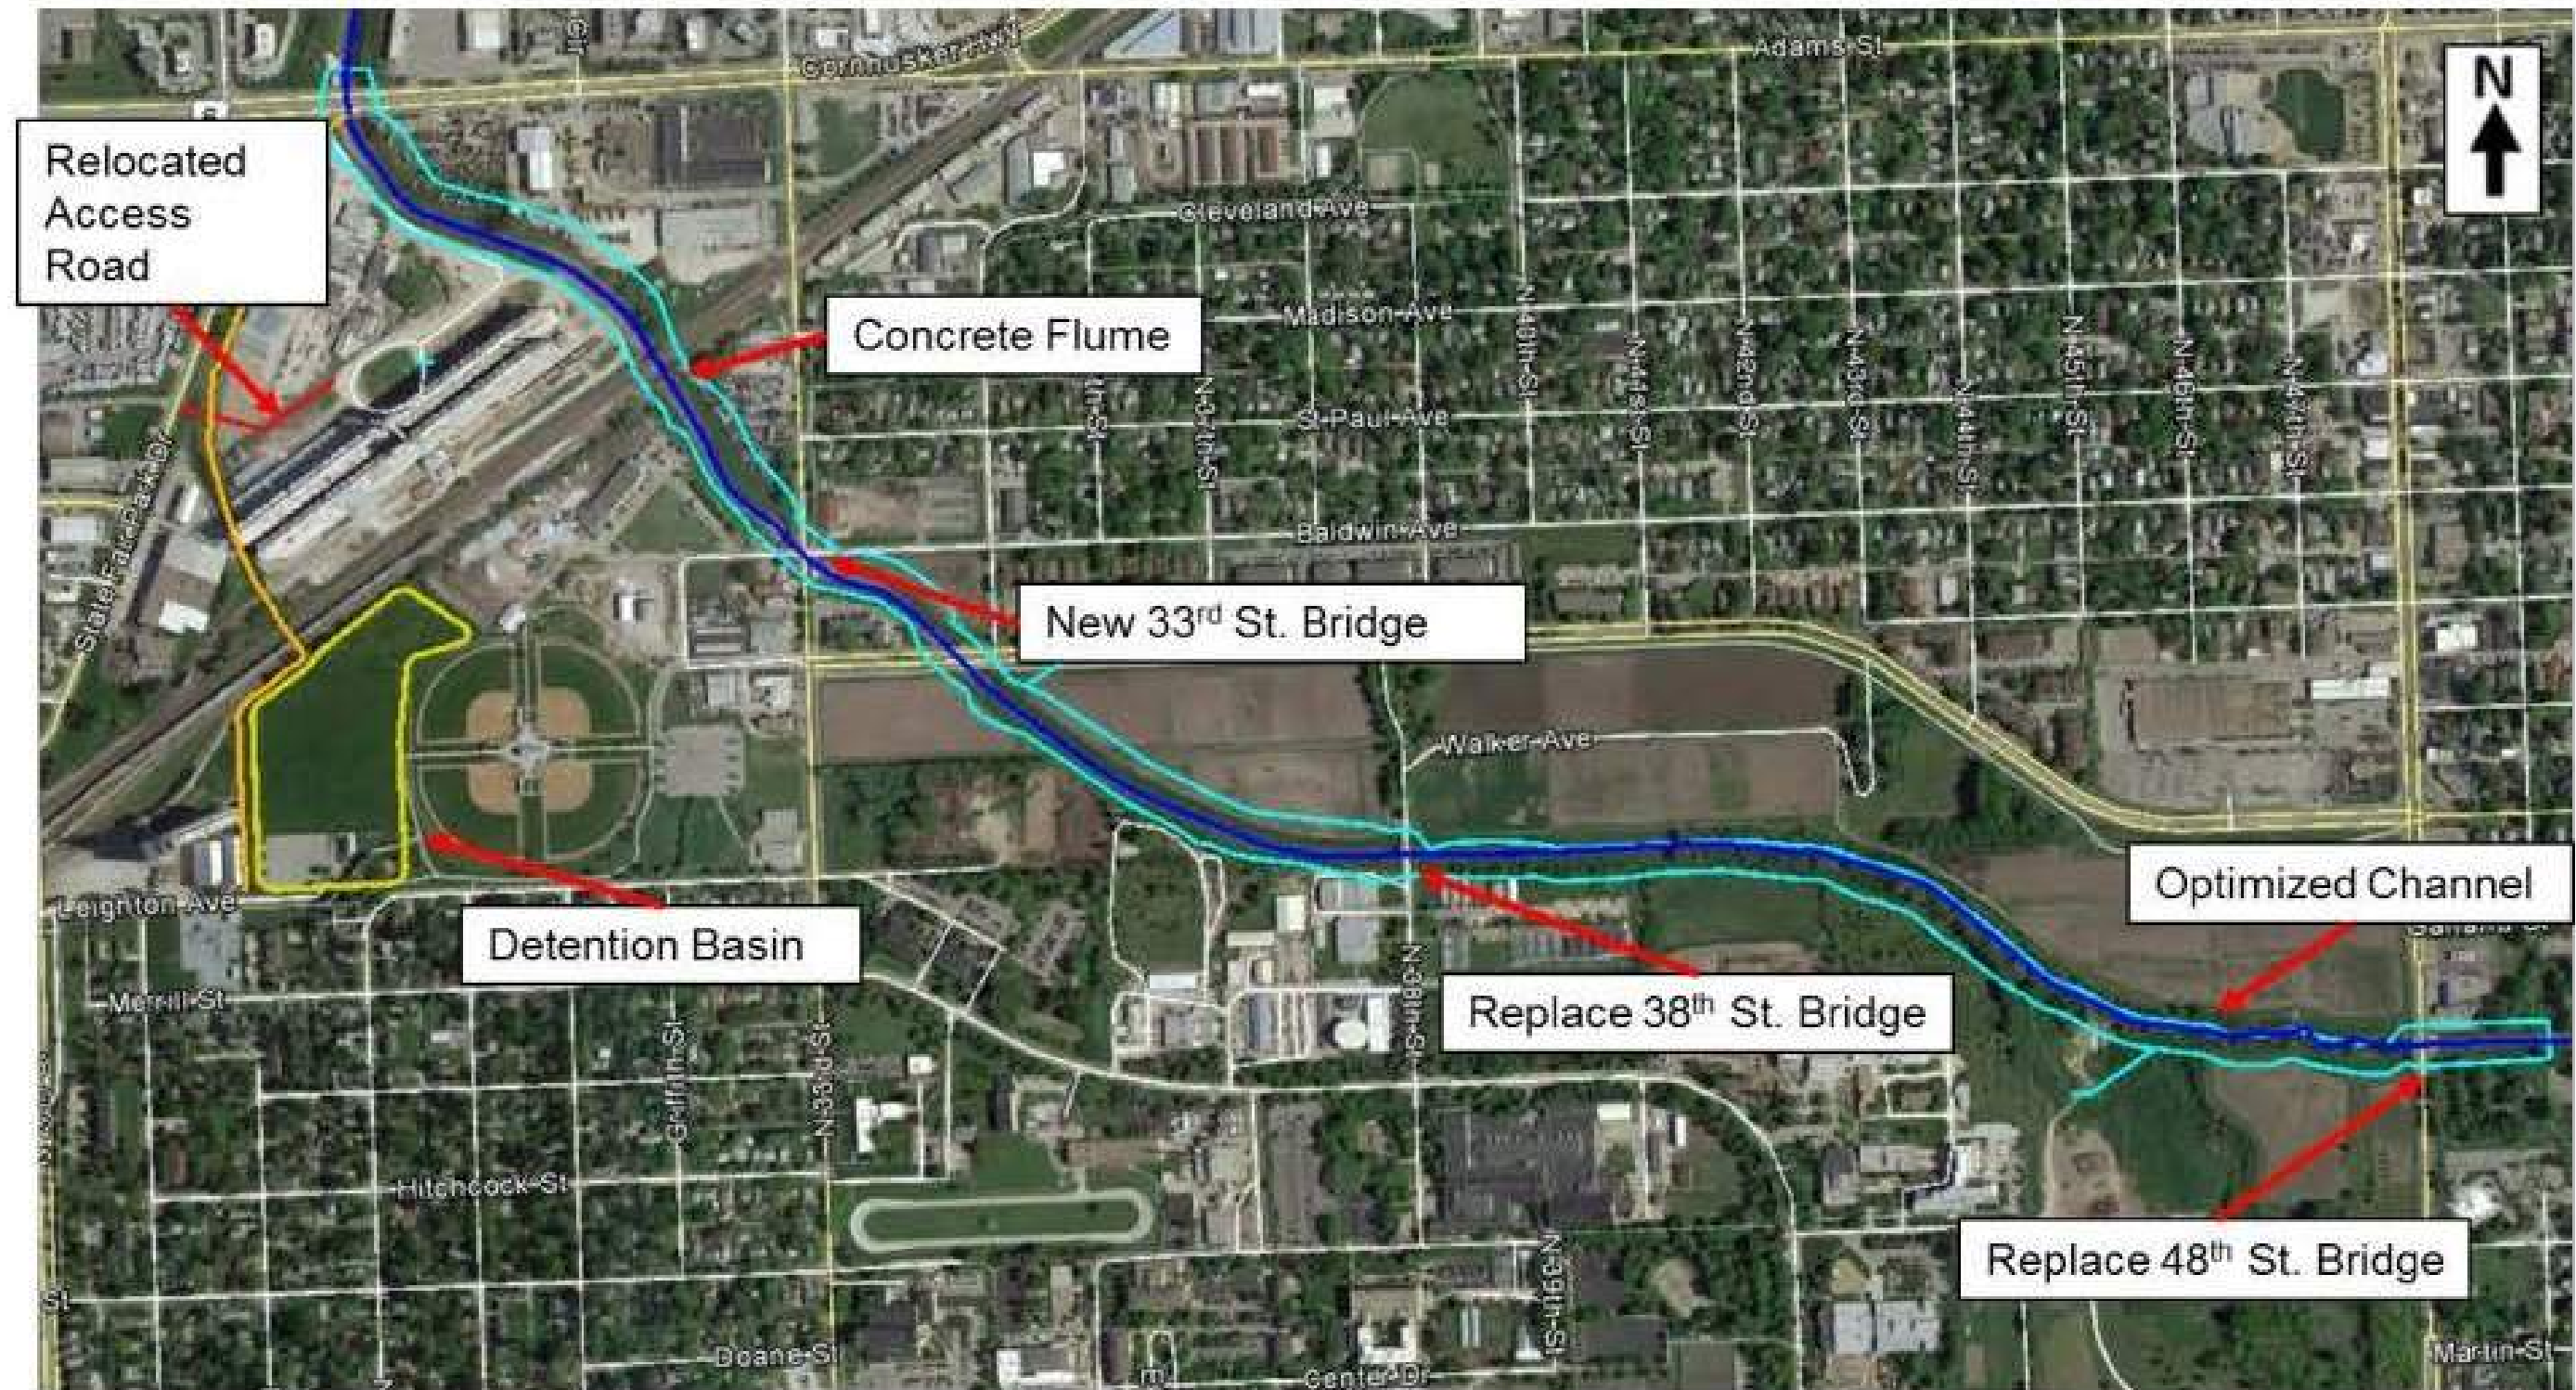 Cornhusker Hwy
Adams St
N
Relocated
Access
Road
Cleveland Ave
Concrete Flume
Madison Ave
N 40th St
N 41st St
N 42nd St
N 43rd St
N 44th St
N 45th St
N 46th St
N 47th St
N 37th St
St Paul Ave
State Fair Park Dr
Baldwin Ave
New 33rd St. Bridge
Walker Ave
Optimized Channel
Leighton Ave
Detention Basin
Merrill St
Replace 38th St. Bridge
N 38th St
Griffith St
N 33rd St
Hitchcock St
Replace 48th St. Bridge
N 39th St
St
Doane St
Center Dr
Martin St